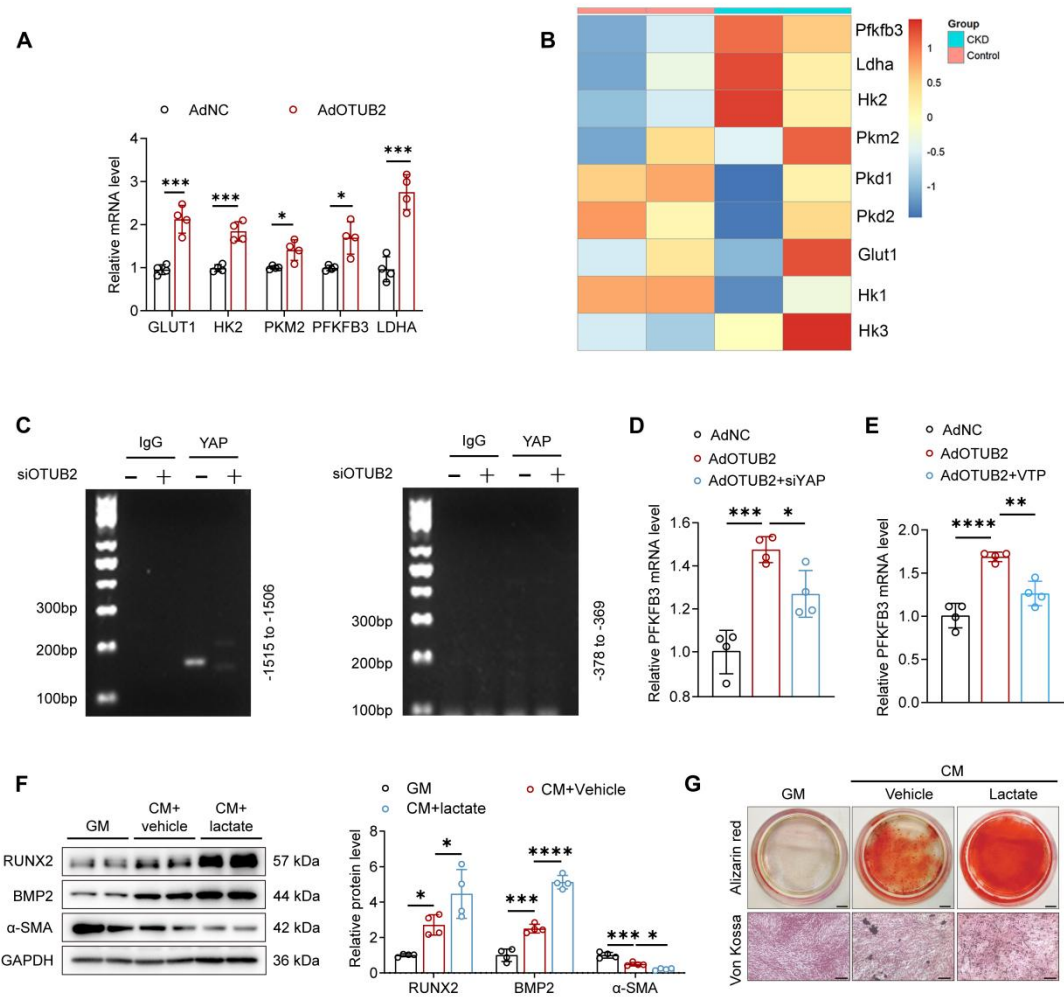 A
AdNC AdOTUB2
Relative mRNA level
4
3
2
1
0
*** *** * * ***
GLUT1 HK2 PKM2 PFKFB3 LDHA
B
Pfkfb3
Ldha
Hk2
Pkm2
Pkd1
Pkd2
Glut1
Hk1
Hk3
1
0.5
0
-0.5
-1
Group
CKD
Control
C
IgG YAP
siOTUB2 − + − +
300bp
200bp
100bp
-1515 to -1506
IgG YAP
− + − +
300bp
200bp
100bp
-378 to -369
D
AdNC
AdOTUB2
AdOTUB2+siYAP
Relative PFKFB3 mRNA level
1.6
1.4
1.2
1.0
0.8
*** *
E
AdNC
AdOTUB2
AdOTUB2+VTP
Relative PFKFB3 mRNA level
2.0
1.5
1.0
0.5
0.0
**** **
F
GM CM+ vehicle CM+ lactate
RUNX2 57 kDa
BMP2 44 kDa
α-SMA 42 kDa
GAPDH 36 kDa
GM CM+Vehicle
CM+lactate
Relative protein level
8
6
4
2
0
* * *** **** *** *
RUNX2 BMP2 α-SMA
G
CM
GM Vehicle Lactate
Alizarin red
Von Kossa